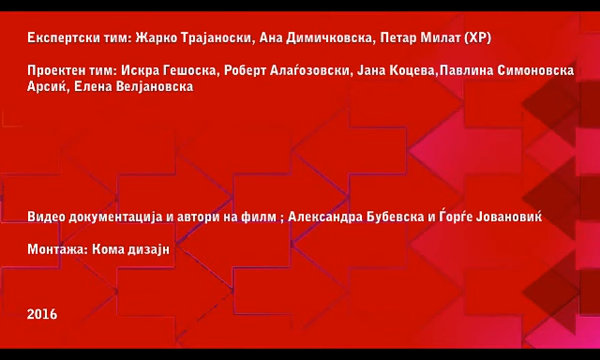 Експертски тим: Жарко Трајаноски, Ана Димичковска, Петар Милат (ХР)
Проектен тим: Искра Гешоска, Роберт Алаѓозовски, Јана Коцева,Павлина Симоновска
Арсиќ, Елена Велјановска
Видео документација и автори на филм ; Александра Бубевска и Ѓорѓе Јовановиќ
Монтажа: Кома дизајн
2016